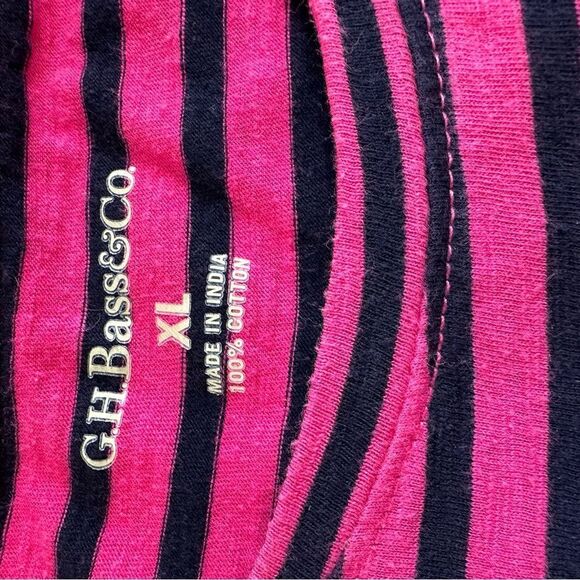 G.H.Bass&Co.
XL
MADE IN INDIA
100% COTTON